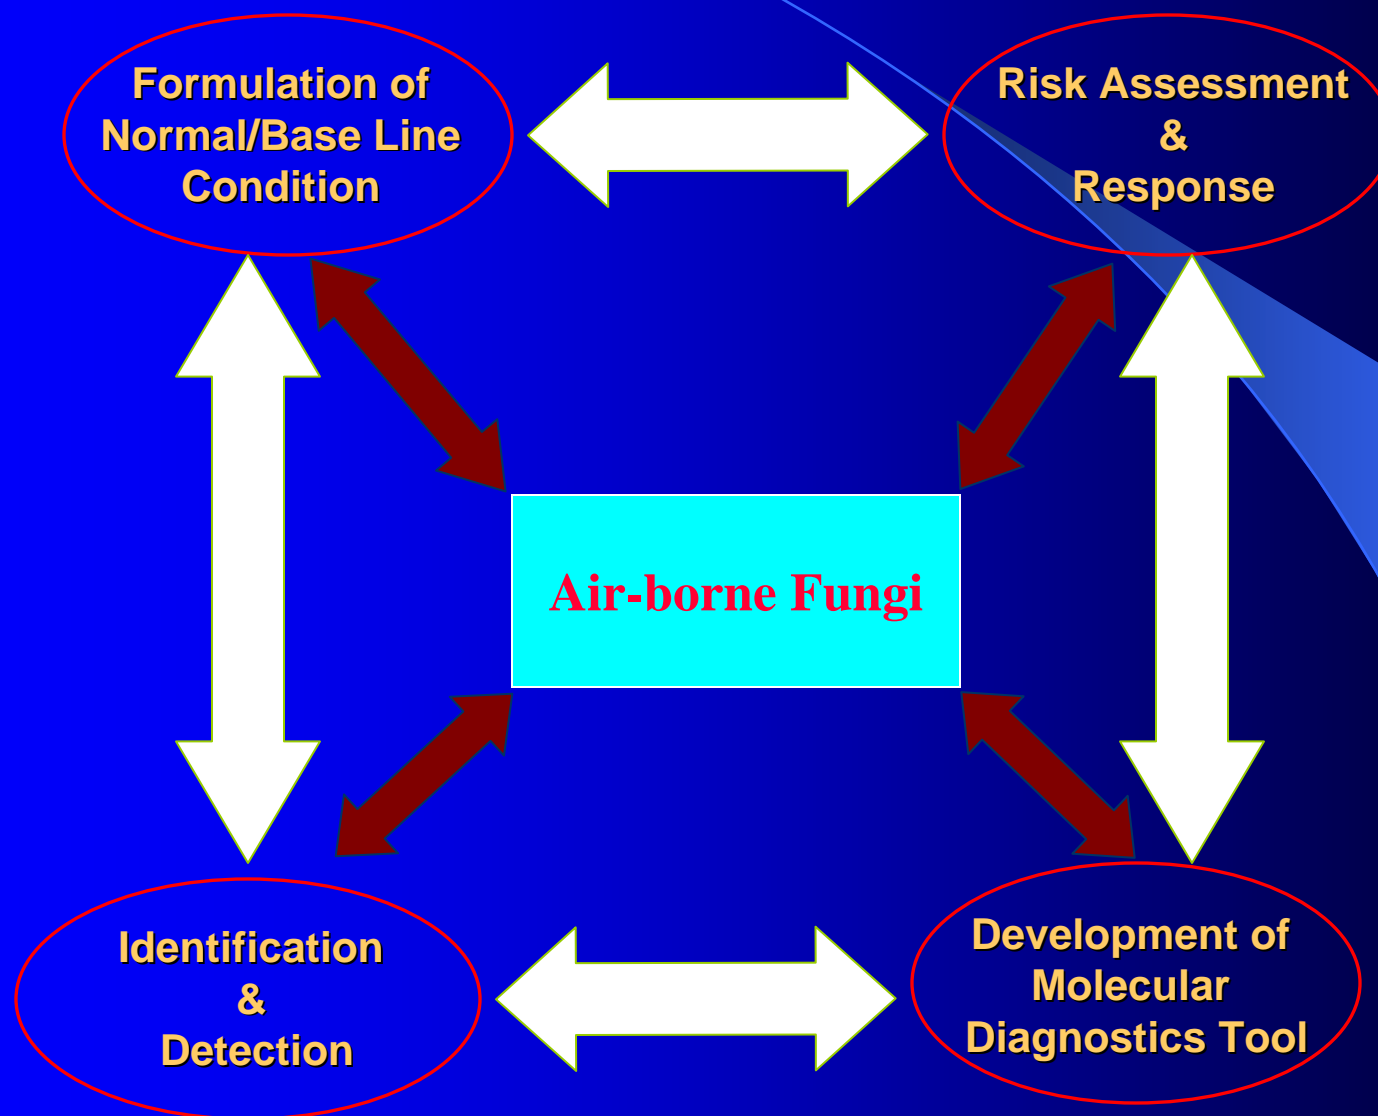 Formulation of
Normal/Base Line
Condition
Risk Assessment
&
Response
Air-borne Fungi
Identification
&
Detection
Development of
Molecular
Diagnostics Tool